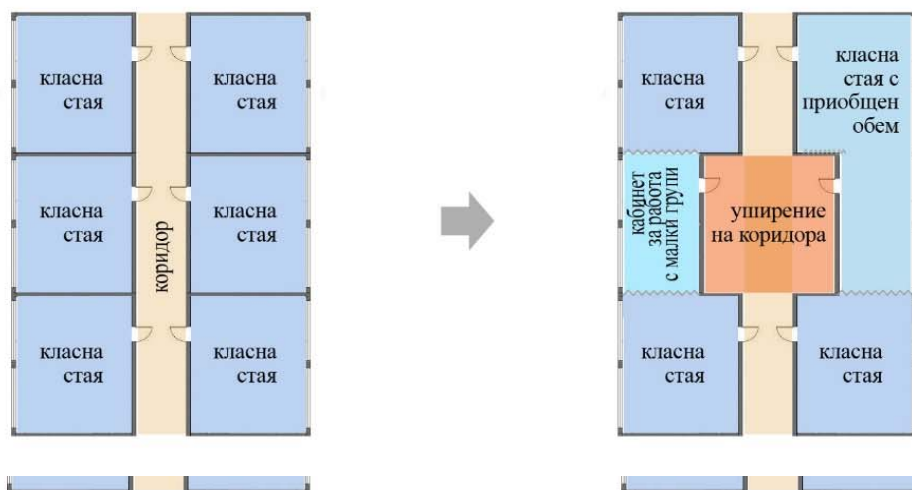 класна
стая
класна
стая
класна
стая
класна
стая
коридор
класна
стая
класна
стая
класна
стая
класна
стая с
приобщен
обем
кабинет
за работа
с малки групи
уширение
на коридора
класна
стая
класна
стая